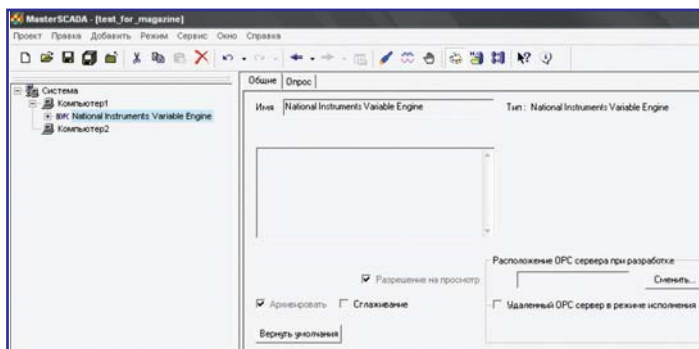 MasterSCADA - [test_for_magazine]
Проект Правка Добавить Режим Сервис Окно Справка
Система
Компьютер1
OPC National Instruments Variable Engine
Компьютер2
Общие Опрос
Имя National Instruments Variable Engine Тип : National Instruments Variable Engine
Расположение OPC сервера при разработке
Разрешение на просмотр
Сменить...
Архивировать Сглаживание
Удаленный OPC сервер в режиме исполнения
Вернуть умолчания